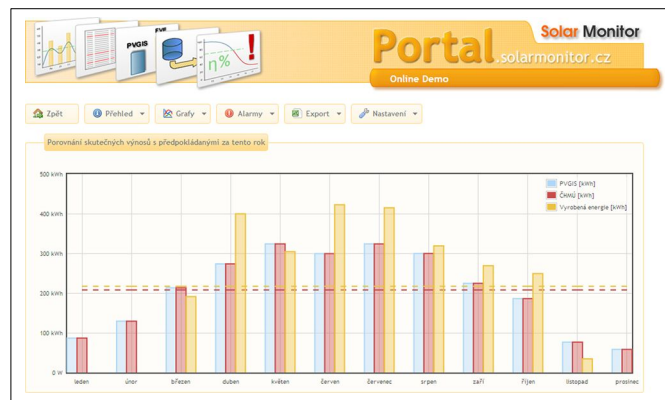 PVGIS
FVE
n%
Solar Monitor
Portal.solarmonitor.cz
Online Demo
Zpět Přehled Grafy Alarmy Export Nastavení
Porovnání skutečných výnosů s předpokládanými za tento rok
500 kWh
PVGIS [kWh]
ČHMÚ [kWh]
Vyrobená energie [kWh]
400 kWh
300 kWh
200 kWh
100 kWh
0 W
leden únor březen duben květen červen červenec srpen září říjen listopad prosinec